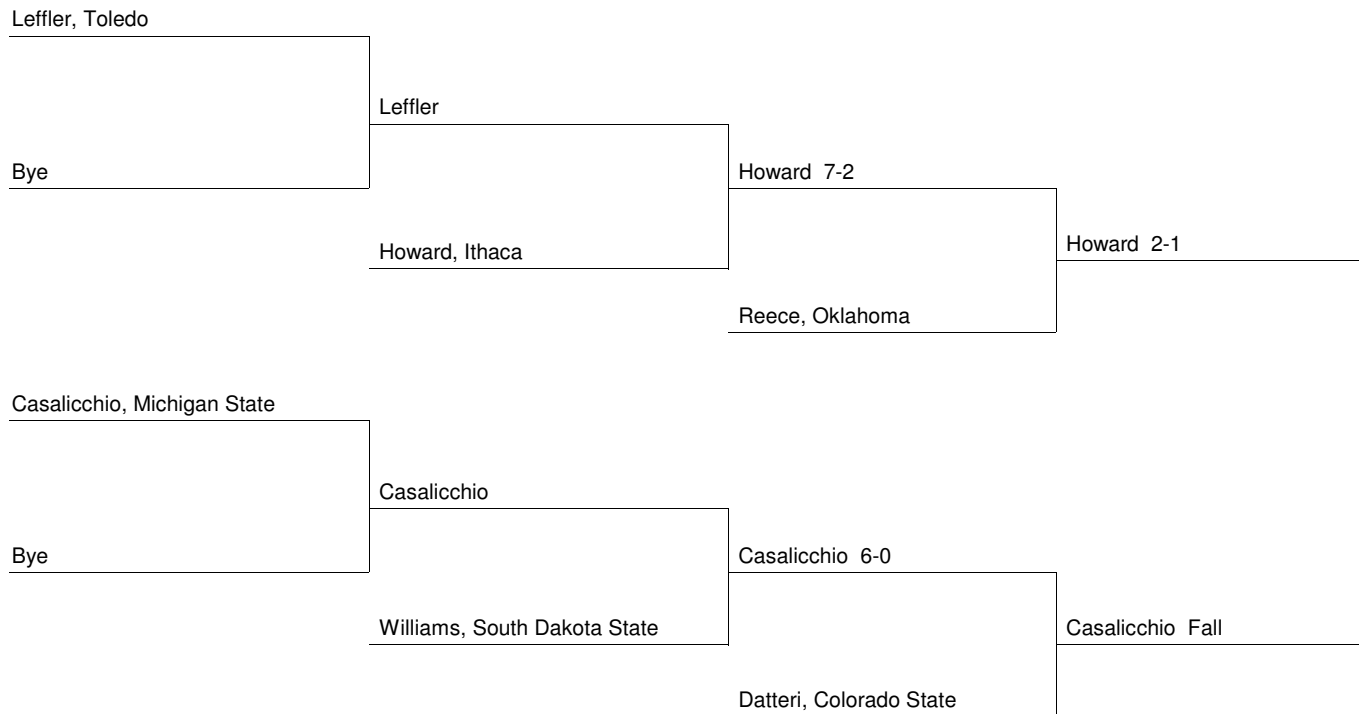 Leffler, Toledo
Leffler
Bye
Howard  7-2
Howard, Ithaca
Howard  2-1
Reece, Oklahoma
Casalicchio, Michigan State
Casalicchio
Bye
Casalicchio  6-0
Williams, South Dakota State
Casalicchio  Fall
Datteri, Colorado State